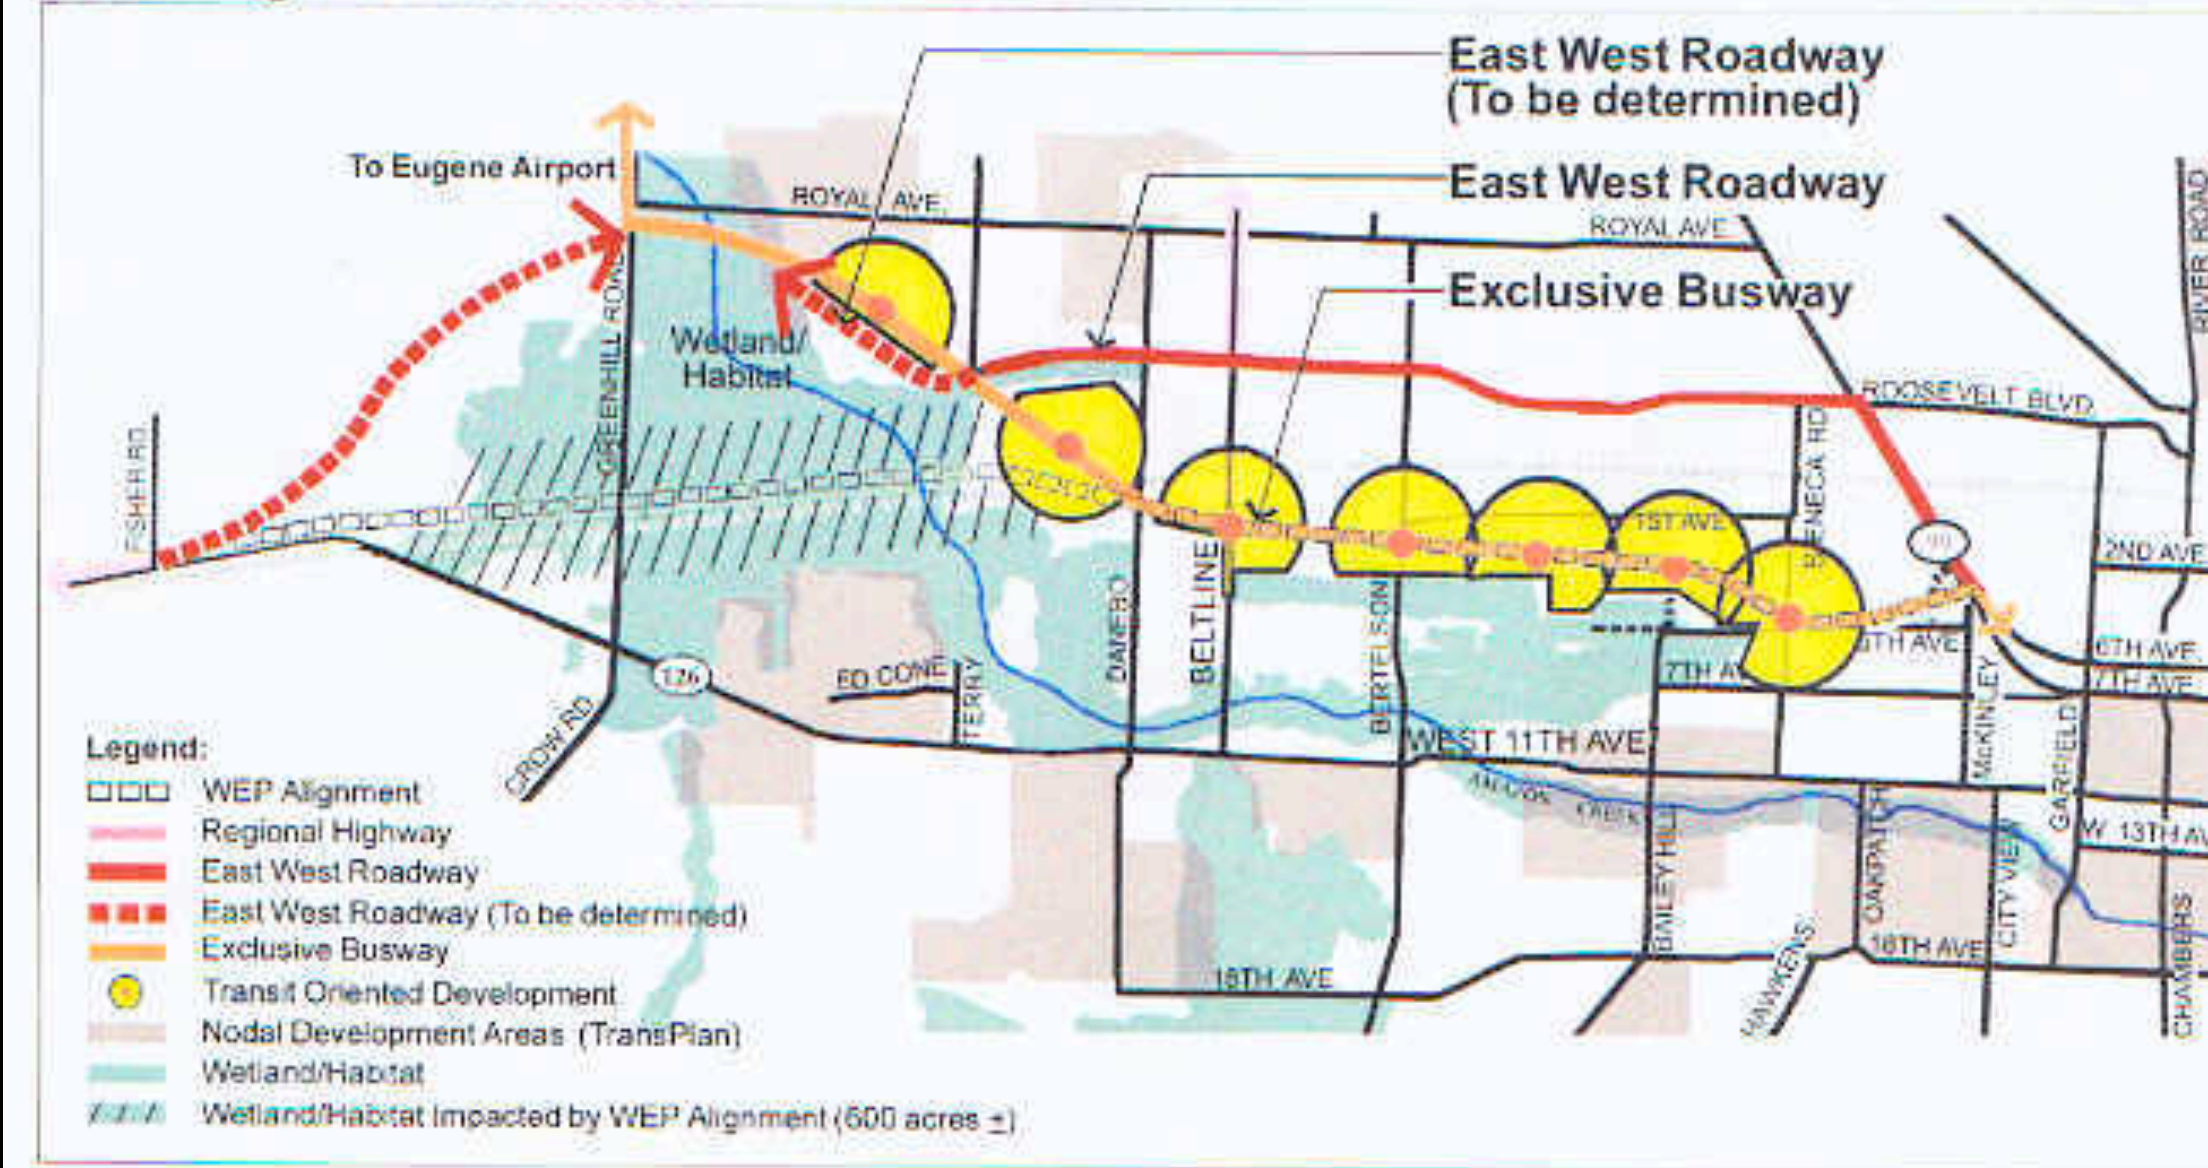 East West Roadway
(To be determined)
To Eugene Airport
ROYAL AVE.
East West Roadway
ROYAL AVE
RIVER ROAD
Exclusive Busway
GREENHILL ROAD
Wetland/
Habitat
ROOSEVELT BLVD
FISHER RD.
SENECA RD
1ST AVE
99
2ND AVE
DANEBO
BELTLINE
BERTELSON
5TH AVE
6TH AVE
7TH AVE
7TH AV
126
ED CONE
TERRY
McKINLEY
CROW RD
WEST 11TH AVE
GARFIELD
AMAZON CREEK
W 13TH AV
BAILEY HILL
OAKPATCH
CITY VIEW
CHAMBERS
HAWKENS
18TH AVE
18TH AVE
Legend:
WEP Alignment
Regional Highway
East West Roadway
East West Roadway (To be determined)
Exclusive Busway
Transit Oriented Development
Nodal Development Areas (TransPlan)
Wetland/Habitat
Wetland/Habitat Impacted by WEP Alignment (600 acres ±)